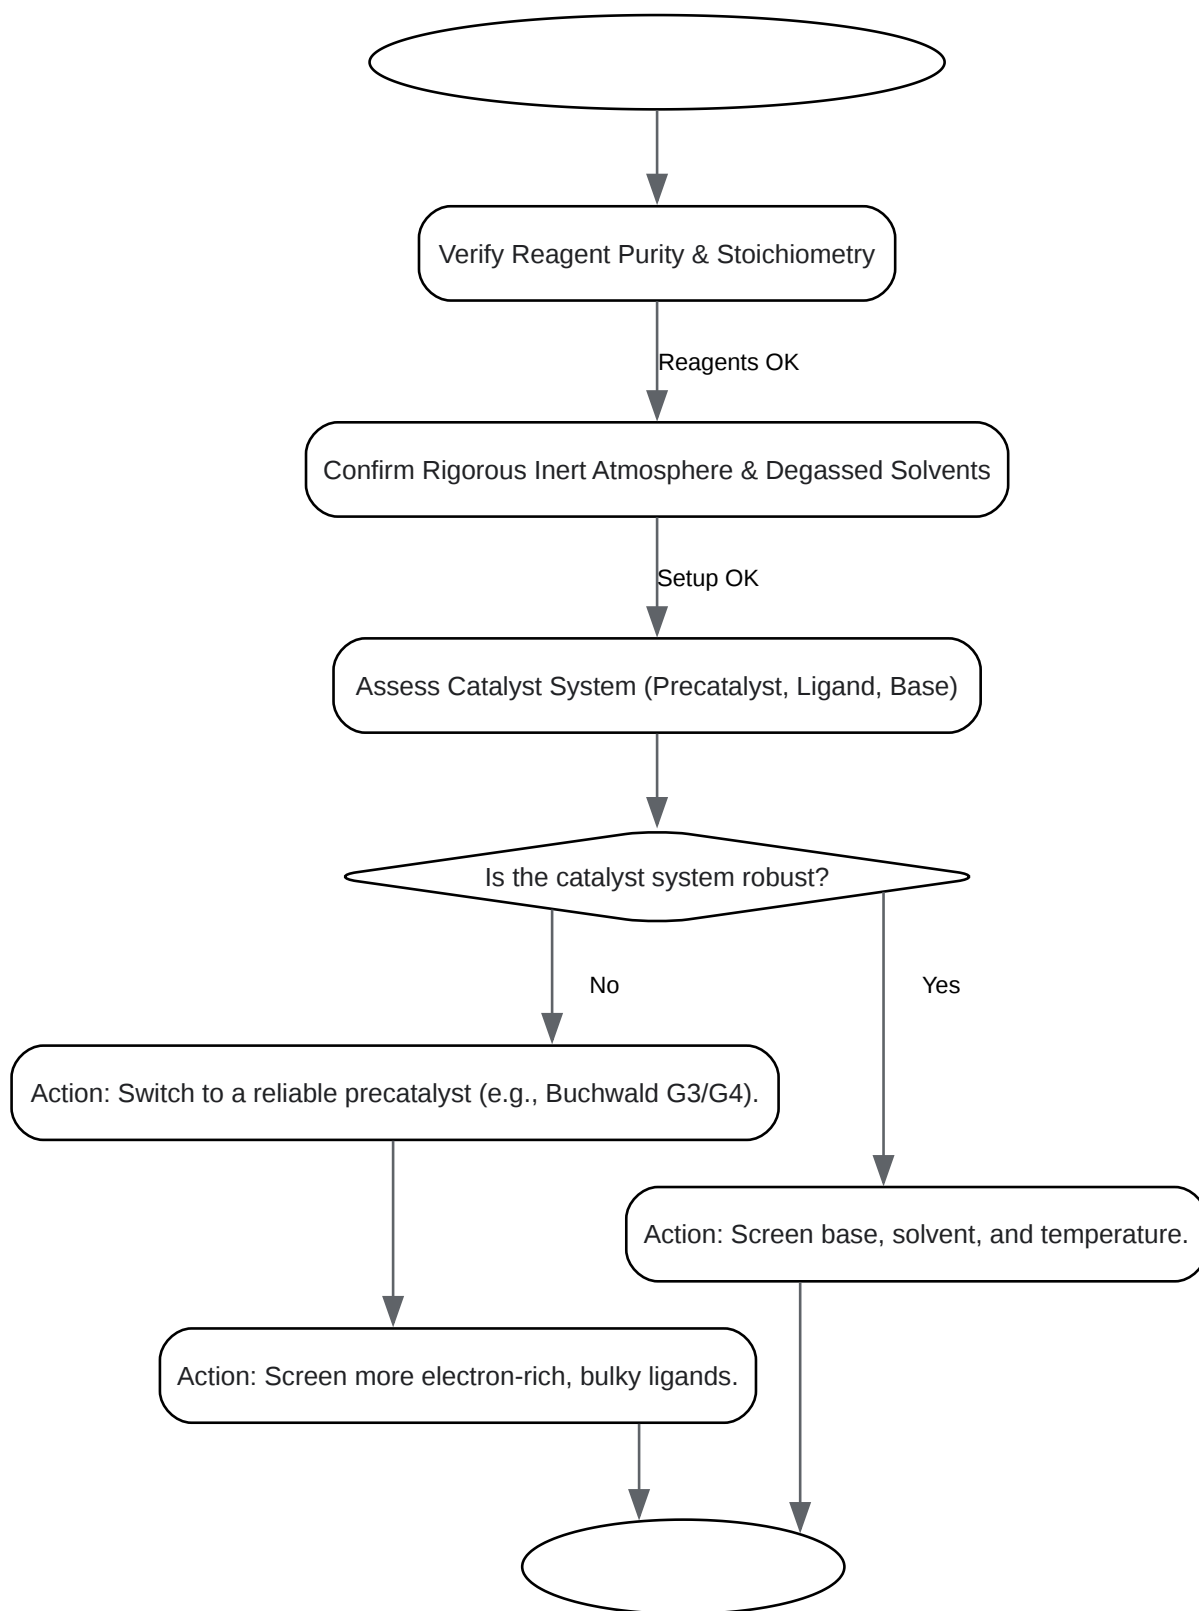 Verify Reagent Purity & Stoichiometry
Reagents OK
Confirm Rigorous Inert Atmosphere & Degassed Solvents
Setup OK
Assess Catalyst System (Precatalyst, Ligand, Base)
Is the catalyst system robust?
No
Yes
Action: Switch to a reliable precatalyst (e.g., Buchwald G3/G4).
Action: Screen base, solvent, and temperature.
Action: Screen more electron-rich, bulky ligands.